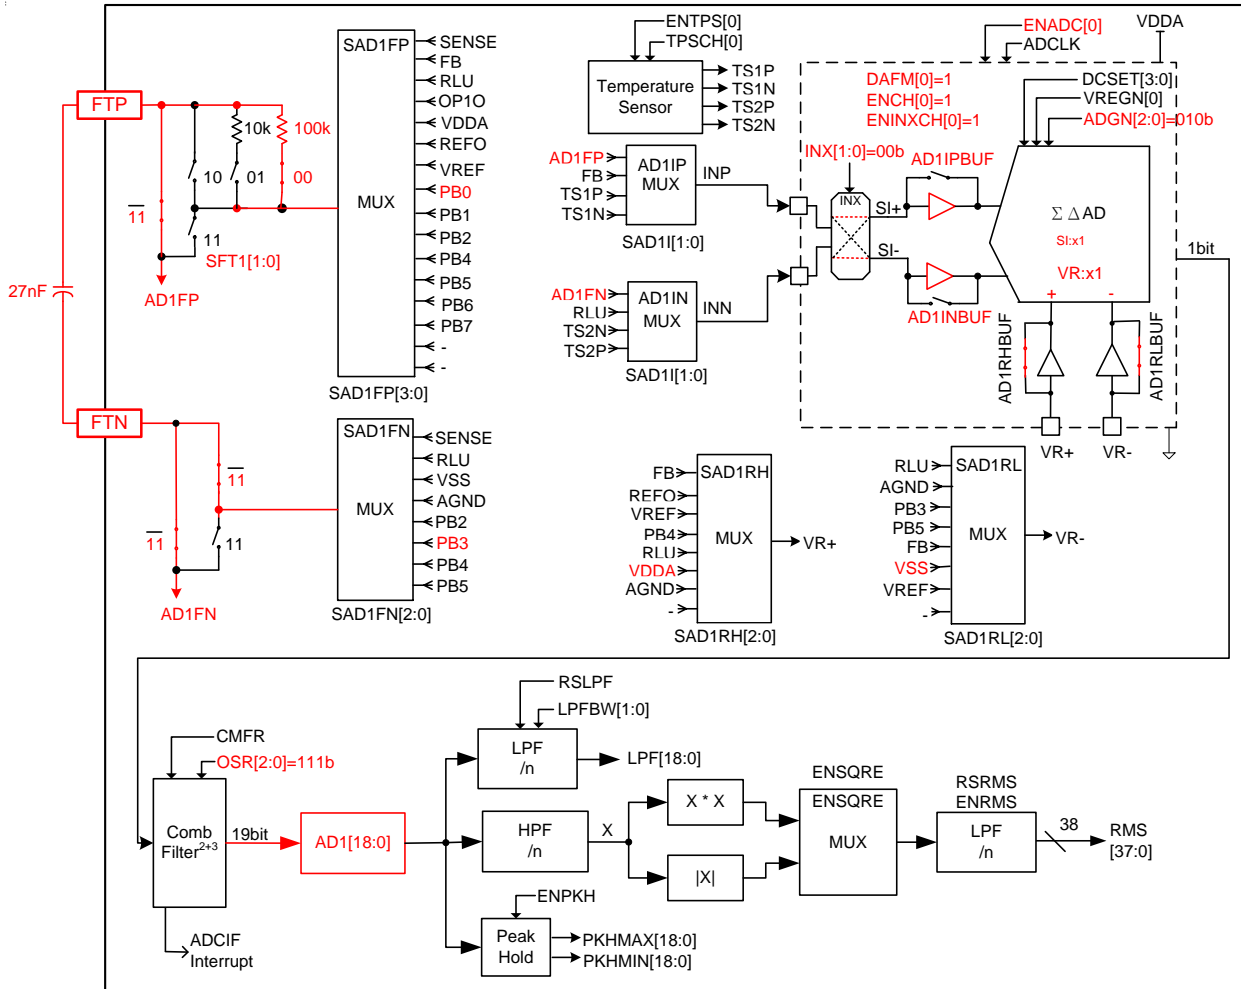 ENTPS[0]
TPSCH[0]
ENADC[0]
ADCLK
VDDA
SAD1FP
SENSE
FB
RLU
OP1O
VDDA
REFO
VREF
PB0
PB1
PB2
PB4
PB5
PB6
PB7
-
-
MUX
SAD1FP[3:0]
FTP
10k
100k
10
01
00
11
11
SFT1[1:0]
AD1FP
27nF
FTN
11
11
11
AD1FN
SAD1FN
SENSE
RLU
VSS
AGND
PB2
PB3
PB4
PB5
MUX
SAD1FN[2:0]
Temperature
Sensor
TS1P
TS1N
TS2P
TS2N
AD1FP
FB
TS1P
TS1N
AD1IP
MUX
INP
SAD1I[1:0]
AD1FN
RLU
TS2N
TS2P
AD1IN
MUX
INN
SAD1I[1:0]
DAFM[0]=1
ENCH[0]=1
ENINXCH[0]=1
DCSET[3:0]
VREGN[0]
ADGN[2:0]=010b
INX[1:0]=00b
INX
AD1IPBUF
SI+
SI-
AD1INBUF
Σ ΔAD
SI:x1
VR:x1
+
-
1bit
AD1RHBUF
AD1RLBUF
VR+
VR-
FB
REFO
VREF
PB4
RLU
VDDA
AGND
-
SAD1RH
MUX
VR+
SAD1RH[2:0]
RLU
AGND
PB3
PB5
FB
VSS
VREF
-
SAD1RL
MUX
VR-
SAD1RL[2:0]
CMFR
OSR[2:0]=111b
Comb
Filter2+3
19bit
ADCIF
Interrupt
AD1[18:0]
RSLPF
LPFBW[1:0]
LPF
/n
LPF[18:0]
HPF
/n
X
X * X
|X|
ENPKH
Peak
Hold
PKHMAX[18:0]
PKHMIN[18:0]
ENSQRE
ENSQRE
MUX
RSRMS
ENRMS
LPF
/n
38
RMS
[37:0]